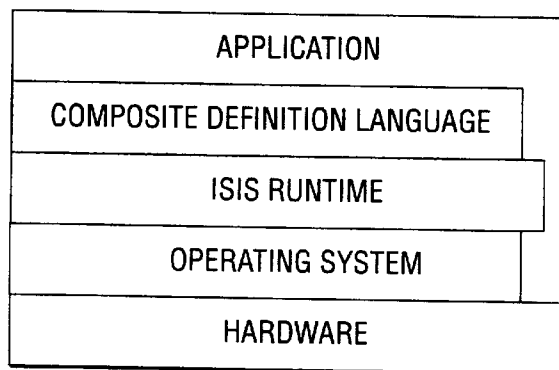 APPLICATION
COMPOSITE DEFINITION LANGUAGE
ISIS RUNTIME
OPERATING SYSTEM
HARDWARE